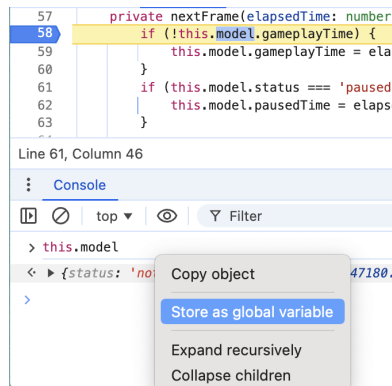 57 private nextFrame(elapsedTime: number
58 if (!this.model.gameplayTime) {
59 this.model.gameplayTime = ela
60 }
61 if (this.model.status === 'paused
62 this.model.pausedTime = elaps
63 }
Line 61, Column 46
Console
top ▼ Filter
> this.model
{status: 'no 47180.
Copy object
Store as global variable
Expand recursively
Collapse children